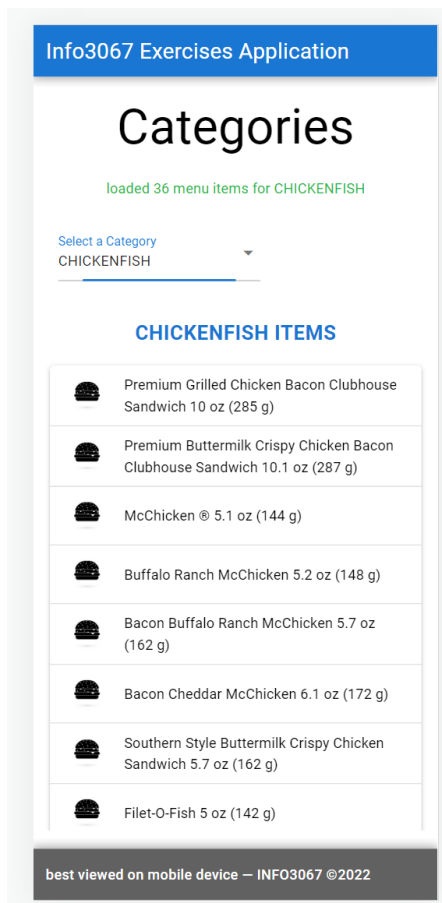 Info3067 Exercises Application
Categories
loaded 36 menu items for CHICKENFISH
Select a Category
CHICKENFISH
CHICKENFISH ITEMS
Premium Grilled Chicken Bacon Clubhouse
Sandwich 10 oz (285 g)
Premium Buttermilk Crispy Chicken Bacon
Clubhouse Sandwich 10.1 oz (287 g)
McChicken ® 5.1 oz (144 g)
Buffalo Ranch McChicken 5.2 oz (148 g)
Bacon Buffalo Ranch McChicken 5.7 oz
(162 g)
Bacon Cheddar McChicken 6.1 oz (172 g)
Southern Style Buttermilk Crispy Chicken
Sandwich 5.7 oz (162 g)
Filet-O-Fish 5 oz (142 g)
best viewed on mobile device — INFO3067 ©2022